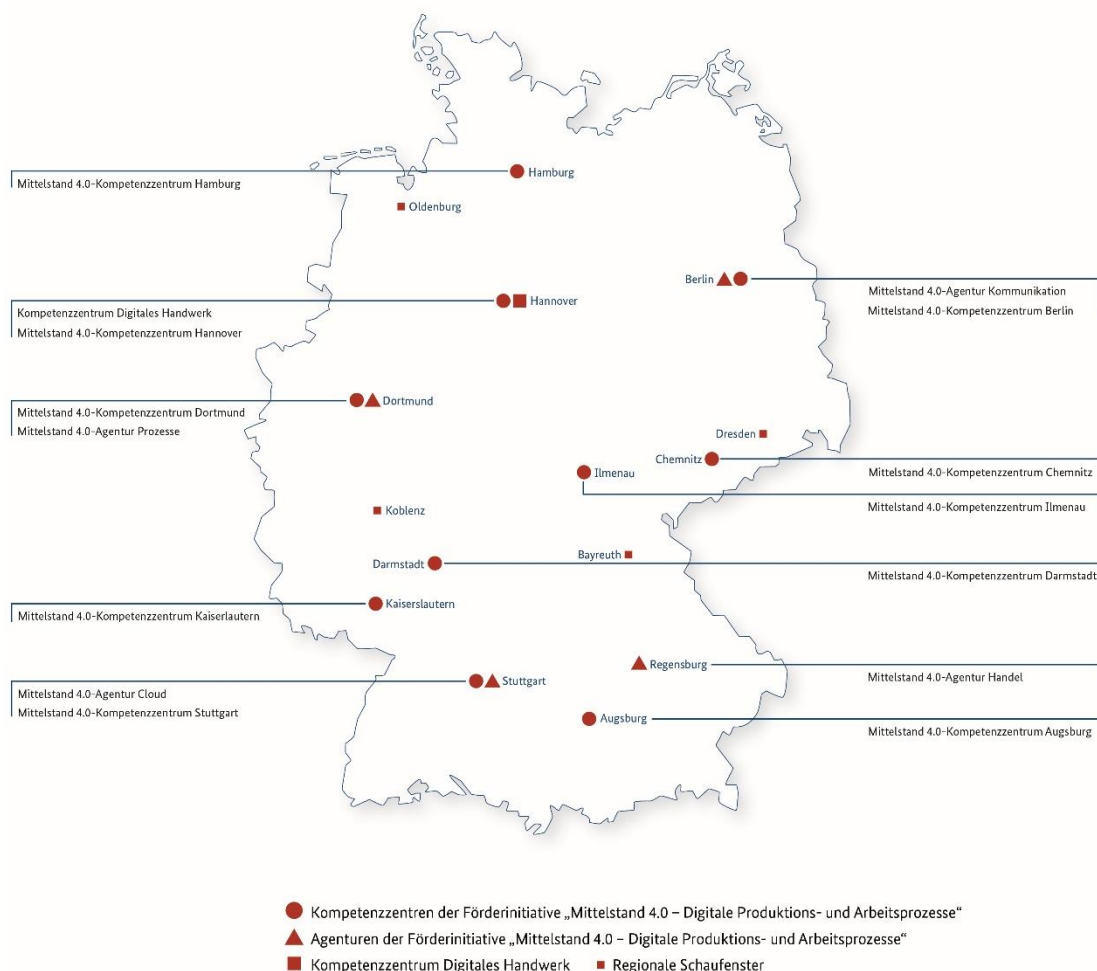 Hamburg
Mittelstand 4.0-Kompetenzzentrum Hamburg
Oldenburg
Berlin
Mittelstand 4.0-Agentur Kommunikation
Mittelstand 4.0-Kompetenzzentrum Berlin
Hannover
Kompetenzzentrum Digitales Handwerk
Mittelstand 4.0-Kompetenzzentrum Hannover
Dortmund
Mittelstand 4.0-Kompetenzzentrum Dortmund
Mittelstand 4.0-Agentur Prozesse
Dresden
Chemnitz
Mittelstand 4.0-Kompetenzzentrum Chemnitz
Ilmenau
Mittelstand 4.0-Kompetenzzentrum Ilmenau
Koblenz
Bayreuth
Darmstadt
Mittelstand 4.0-Kompetenzzentrum Darmstadt
Kaiserslautern
Mittelstand 4.0-Kompetenzzentrum Kaiserlautern
Regensburg
Mittelstand 4.0-Agentur Handel
Stuttgart
Mittelstand 4.0-Agentur Cloud
Mittelstand 4.0-Kompetenzzentrum Stuttgart
Augsburg
Mittelstand 4.0-Kompetenzzentrum Augsburg
Kompetenzzentren der Förderinitiative „Mittelstand 4.0 – Digitale Produktions- und Arbeitsprozesse“
Agenturen der Förderinitiative „Mittelstand 4.0 – Digitale Produktions- und Arbeitsprozesse“
Kompetenzzentrum Digitales Handwerk
Regionale Schaufenster